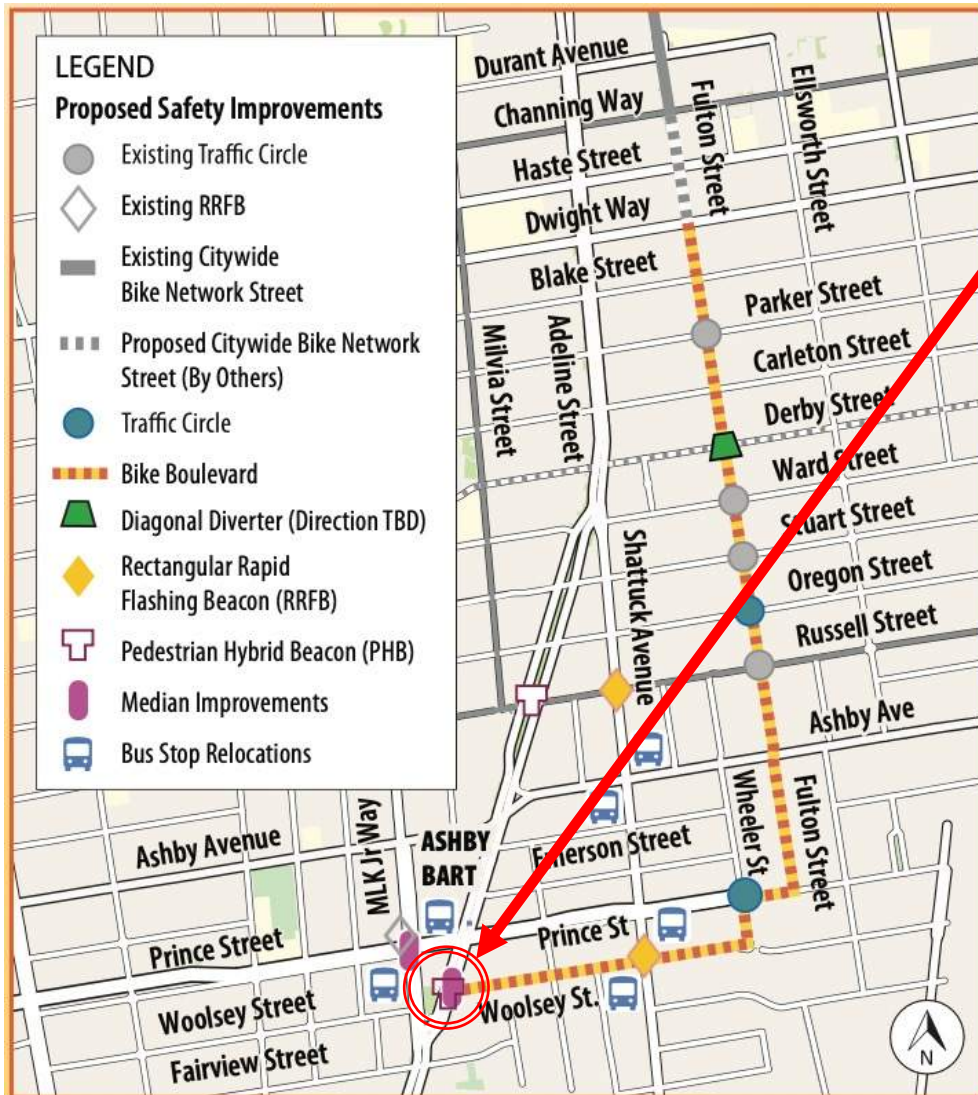 LEGEND
Proposed Safety Improvements
Existing Traffic Circle
Existing RRFB
Existing Citywide
Bike Network Street
Proposed Citywide Bike Network
Street (By Others)
Traffic Circle
Bike Boulevard
Diagonal Diverter (Direction TBD)
Rectangular Rapid
Flashing Beacon (RRFB)
Pedestrian Hybrid Beacon (PHB)
Median Improvements
Bus Stop Relocations
Durant Avenue
Channing Way
Haste Street
Dwight Way
Blake Street
Fulton Street
Ellsworth Street
Parker Street
Carleton Street
Derby Street
Ward Street
Stuart Street
Oregon Street
Russell Street
Milvia Street
Adeline Street
Shattuck Avenue
Ashby Ave
Wheeler St
Fulton Street
Emerson Street
MLK Jr Way
ASHBY
BART
Ashby Avenue
Prince Street
Prince St
Woolsey Street
Woolsey St.
Fairview Street
N